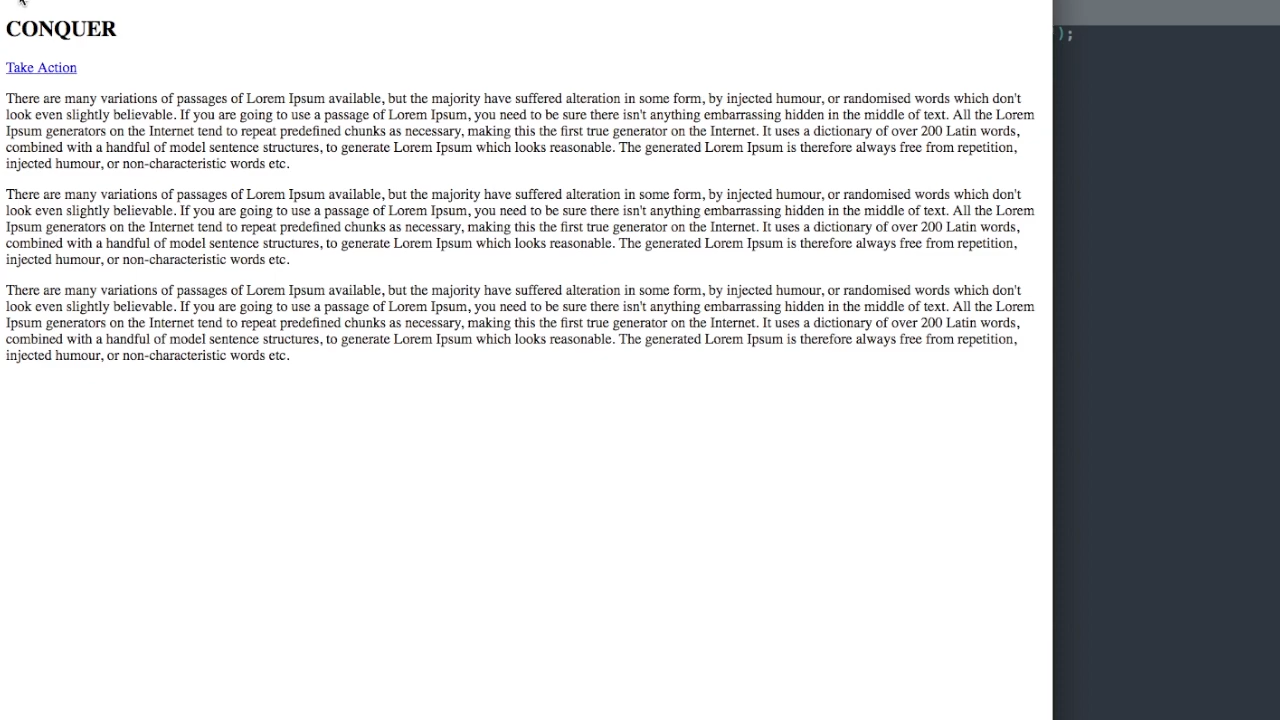 CONQUER
Take Action
There are many variations of passages of Lorem Ipsum available, but the majority have suffered alteration in some form, by injected humour, or randomised words which don't
look even slightly believable. If you are going to use a passage of Lorem Ipsum, you need to be sure there isn't anything embarrassing hidden in the middle of text. All the Lorem
Ipsum generators on the Internet tend to repeat predefined chunks as necessary, making this the first true generator on the Internet. It uses a dictionary of over 200 Latin words,
combined with a handful of model sentence structures, to generate Lorem Ipsum which looks reasonable. The generated Lorem Ipsum is therefore always free from repetition,
injected humour, or non-characteristic words etc.
There are many variations of passages of Lorem Ipsum available, but the majority have suffered alteration in some form, by injected humour, or randomised words which don't
look even slightly believable. If you are going to use a passage of Lorem Ipsum, you need to be sure there isn't anything embarrassing hidden in the middle of text. All the Lorem
Ipsum generators on the Internet tend to repeat predefined chunks as necessary, making this the first true generator on the Internet. It uses a dictionary of over 200 Latin words,
combined with a handful of model sentence structures, to generate Lorem Ipsum which looks reasonable. The generated Lorem Ipsum is therefore always free from repetition,
injected humour, or non-characteristic words etc.
There are many variations of passages of Lorem Ipsum available, but the majority have suffered alteration in some form, by injected humour, or randomised words which don't
look even slightly believable. If you are going to use a passage of Lorem Ipsum, you need to be sure there isn't anything embarrassing hidden in the middle of text. All the Lorem
Ipsum generators on the Internet tend to repeat predefined chunks as necessary, making this the first true generator on the Internet. It uses a dictionary of over 200 Latin words,
combined with a handful of model sentence structures, to generate Lorem Ipsum which looks reasonable. The generated Lorem Ipsum is therefore always free from repetition,
injected humour, or non-characteristic words etc.
);